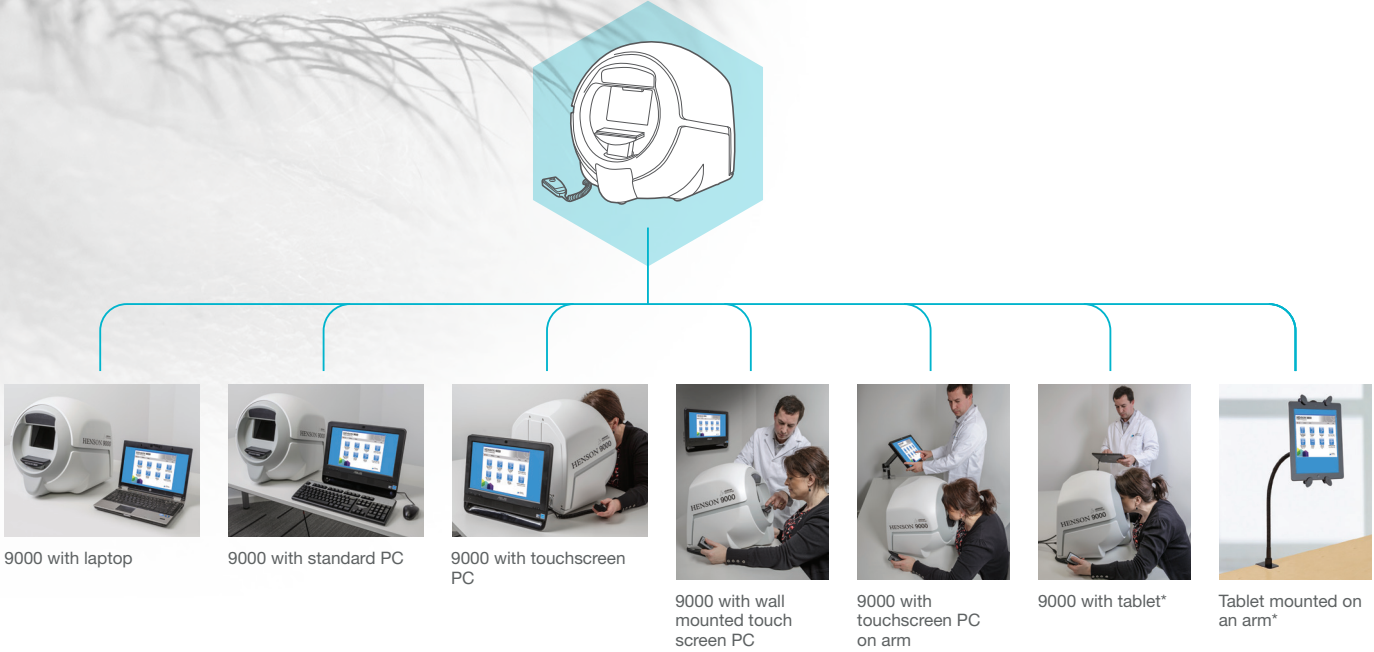 HENSON 9000
HENSON 9000
HENSON 9000
HENSON 9000
HENSON 9000
HENSON 9000
9000 with laptop
9000 with standard PC
9000 with touchscreen
PC
9000 with wall
mounted touch
screen PC
9000 with
touchscreen PC
on arm
9000 with tablet*
Tablet mounted on
an arm*